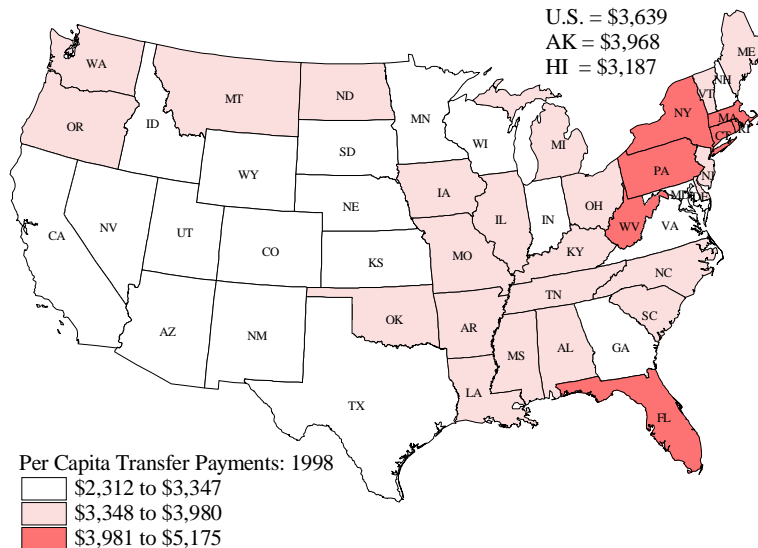 U.S. = $3,639
AK = $3,968
HI = $3,187
WA
MT
ND
MN
ME
VT
NH
OR
ID
SD
WI
MI
NY
MA
CT
RI
WY
IA
PA
NJ
NV
NE
IL
IN
OH
MD
DE
CA
UT
CO
KS
MO
KY
WV
VA
AZ
NM
OK
AR
TN
NC
SC
TX
LA
MS
AL
GA
FL
Per Capita Transfer Payments: 1998
$2,312 to $3,347
$3,348 to $3,980
$3,981 to $5,175